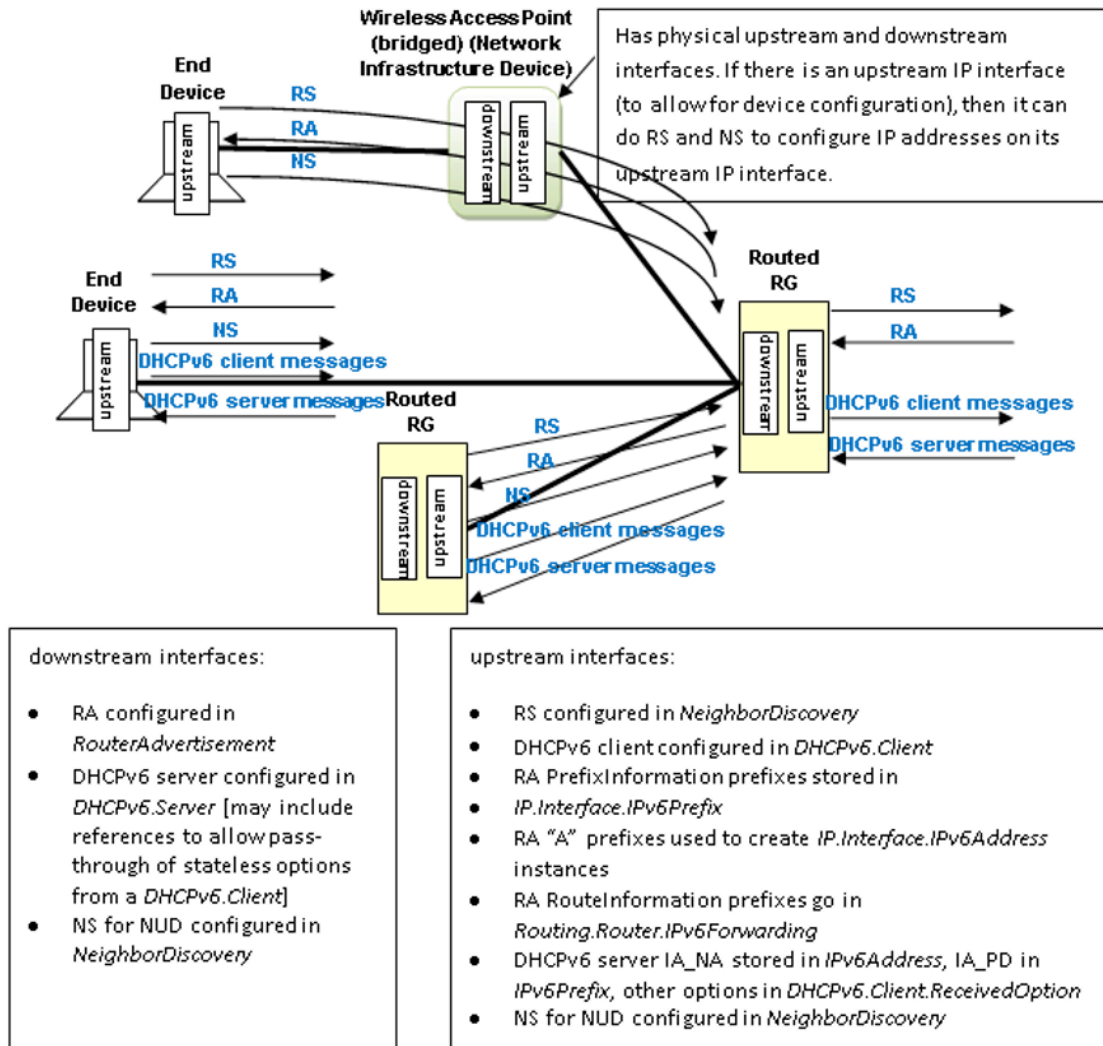 Wireless Access Point
(bridged) (Network
Infrastructure Device)
Has physical upstream and downstream
interfaces. If there is an upstream IP interface
(to allow for device configuration), then it can
do RS and NS to configure IP addresses on its
upstream IP interface.
End
Device
RS
RA
NS
upstream
downstream
upstream
End
Device
RS
RA
NS
DHCPv6 client messages
DHCPv6 server messages
upstream
Routed
RG
downstream
upstream
RS
RA
DHCPv6 client messages
DHCPv6 server messages
Routed
RG
downstream
upstream
RS
RA
NS
DHCPv6 client messages
DHCPv6 server messages
downstream interfaces:
● RA configured in
RouterAdvertisement
● DHCPv6 server configured in
DHCPv6.Server [may include
references to allow pass-
through of stateless options
from a DHCPv6.Client]
● NS for NUD configured in
NeighborDiscovery
upstream interfaces:
● RS configured in NeighborDiscovery
● DHCPv6 client configured in DHCPv6.Client
● RA PrefixInformation prefixes stored in
● IP.Interface.IPv6Prefix
● RA “A” prefixes used to create IP.Interface.IPv6Address
instances
● RA RouteInformation prefixes go in
Routing.Router.IPv6Forwarding
● DHCPv6 server IA_NA stored in IPv6Address, IA_PD in
IPv6Prefix, other options in DHCPv6.Client.ReceivedOption
● NS for NUD configured in NeighborDiscovery